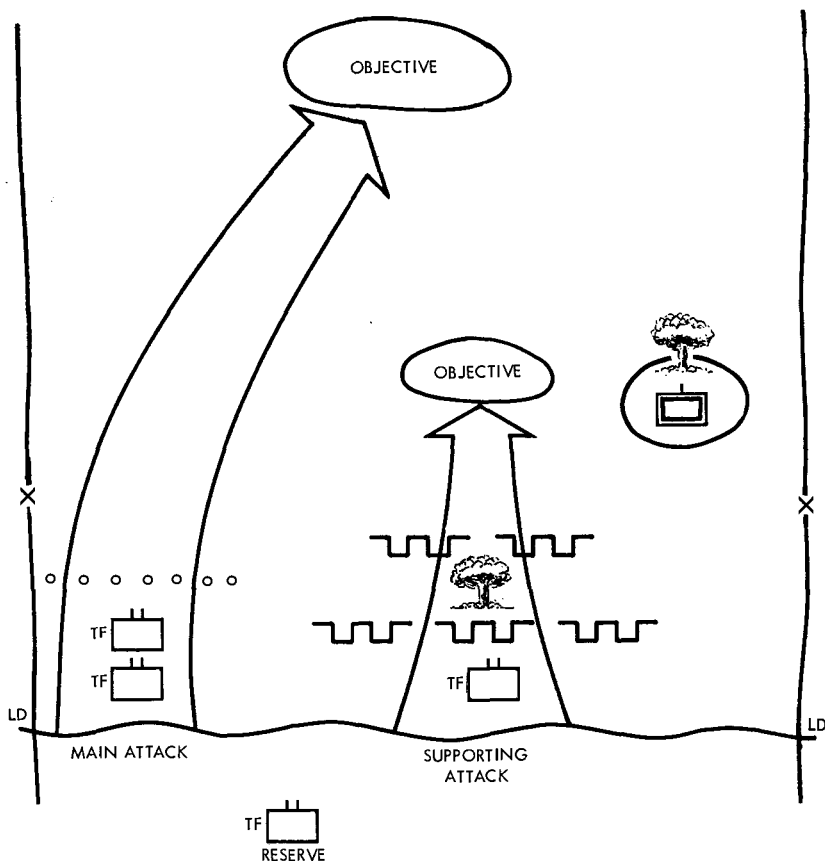 OBJECTIVE
OBJECTIVE
X
X
TF
TF
TF
LD
LD
MAIN ATTACK
SUPPORTING
ATTACK
TF
RESERVE